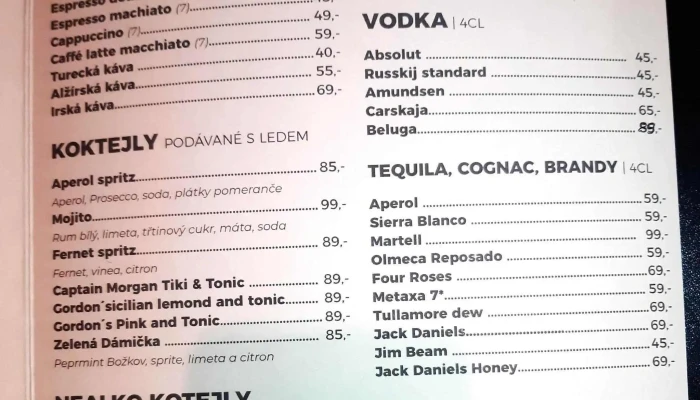 Espresso
Espresso machiato (7) 49,-
Cappuccino (7) 59,-
Caffé latte macchiato (7) 40,-
Turecká káva 55,-
Alžírská káva 69,-
Irská káva
KOKTEJLY PODÁVANÉ S LEDEM
Aperol spritz 85,-
Aperol, Prosecco, soda, plátky pomeranče
Mojito 99,-
Rum bílý, limeta, třtinový cukr, máta, soda
Fernet spritz 89,-
Fernet, vinea, citron
Captain Morgan Tiki & Tonic 89,-
Gordon´sicilian lemond and tonic 89,-
Gordon´s Pink and Tonic 89,-
Zelená Dámička 85,-
Peprmint Božkov, sprite, limeta a citron
NEALKO KOTEJLY
VODKA | 4CL
Absolut 45,-
Russkij standard 45,-
Amundsen 45,-
Carskaja 65,-
Beluga 89,-
TEQUILA, COGNAC, BRANDY | 4CL
Aperol 59,-
Sierra Blanco 59,-
Martell 99,-
Olmeca Reposado 59,-
Four Roses 69,-
Metaxa 7* 59,-
Tullamore dew 69,-
Jack Daniels 69,-
Jim Beam 45,-
Jack Daniels Honey 69,-